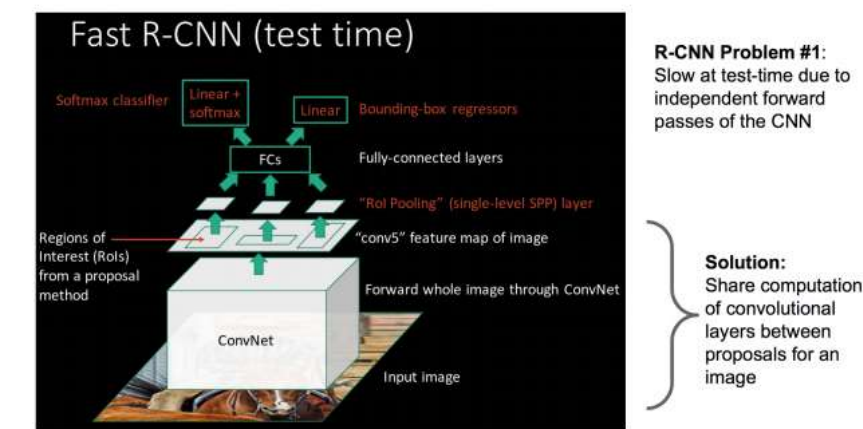 Fast R-CNN (test time)
Softmax classifier
Linear +
softmax
Linear
Bounding-box regressors
FCs
Fully-connected layers
"RoI Pooling" (single-level SPP) layer
Regions of
Interest (RoIs)
from a proposal
method
"conv5" feature map of image
Forward whole image through ConvNet
ConvNet
Input image
R-CNN Problem #1:
Slow at test-time due to
independent forward
passes of the CNN
Solution:
Share computation
of convolutional
layers between
proposals for an
image